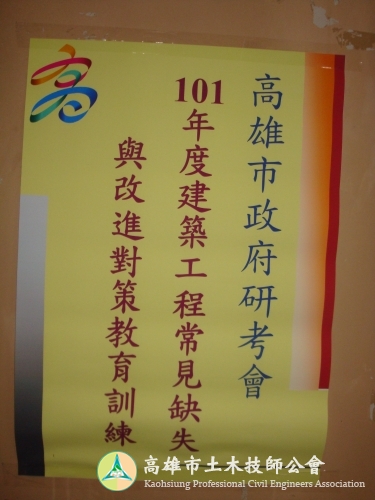 高雄市政府研考會
101年度建築工程常見缺失
與改進對策教育訓練
高雄市土木技師公會
Kaohsiung Professional Civil Engineers Association